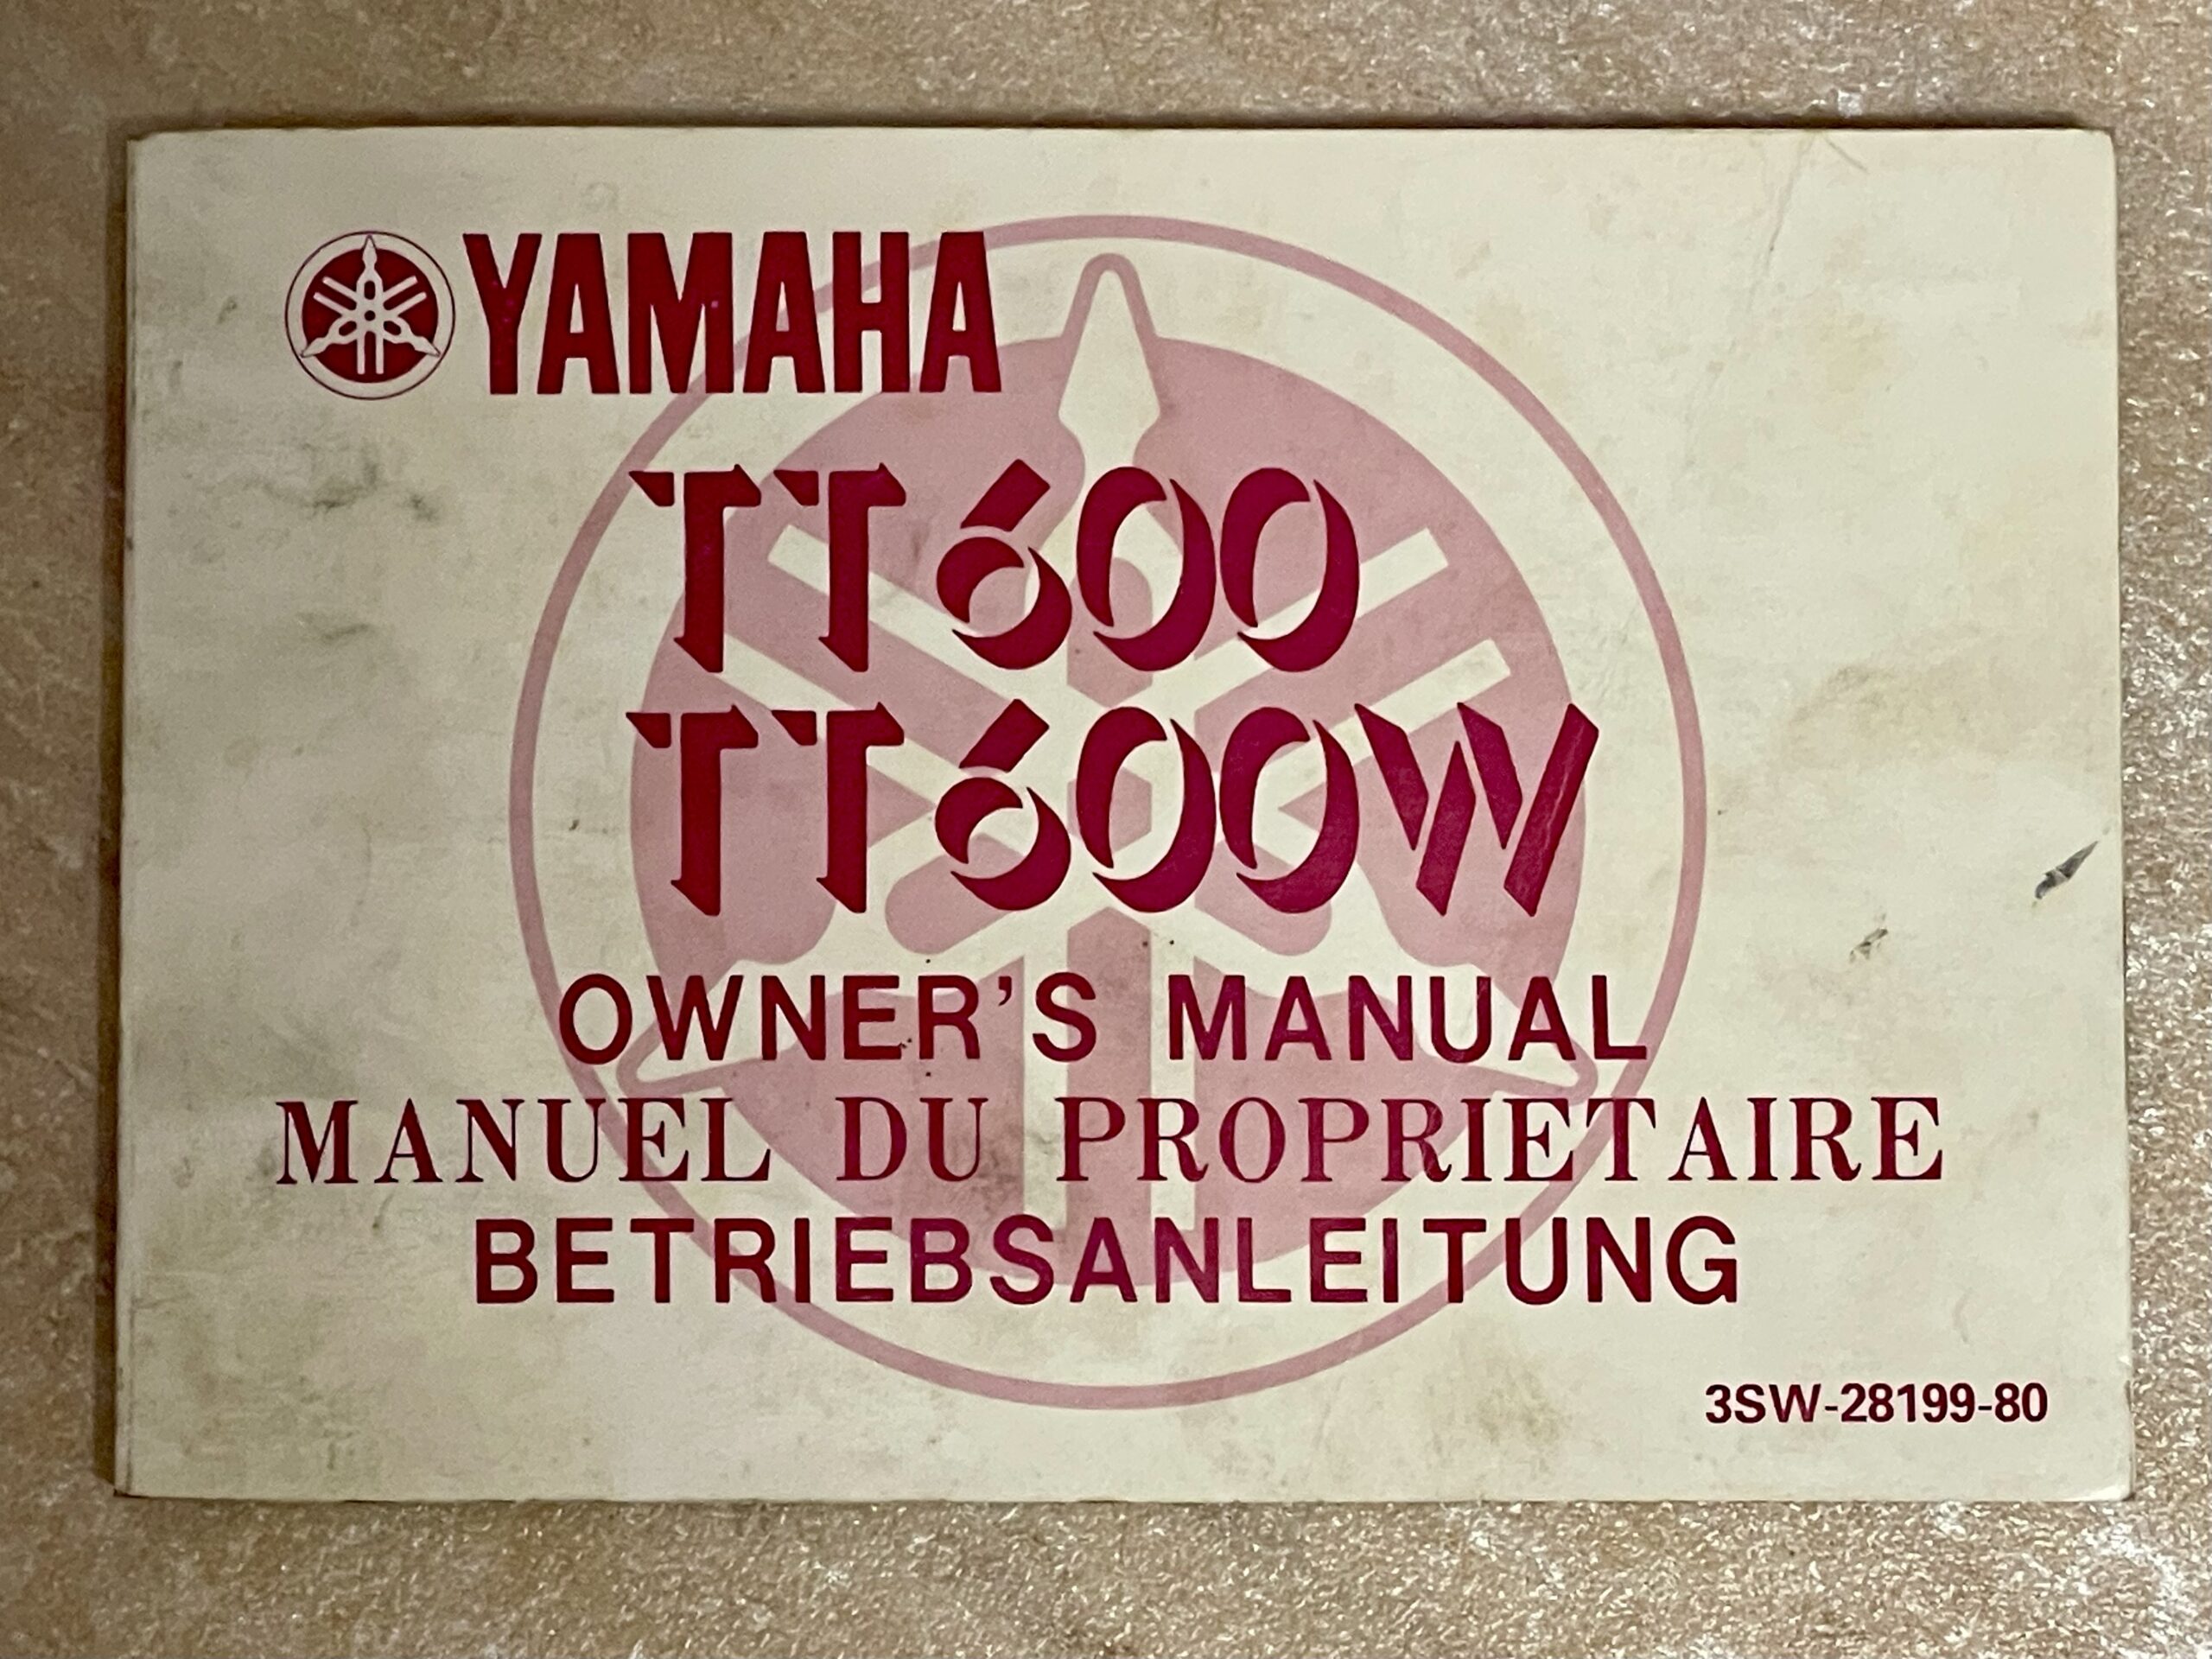 YAMAHA
TT600
TT600W
OWNER'S MANUAL
MANUEL DU PROPRIETAIRE
BETRIEBSANLEITUNG
3SW-28199-80